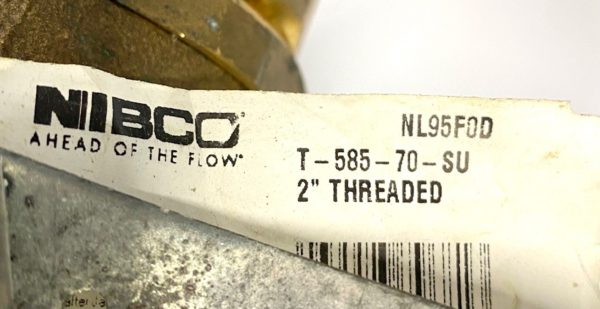 NIBCO
AHEAD OF THE FLOW®
NL95F0D
T-585-70-SU
2" THREADED